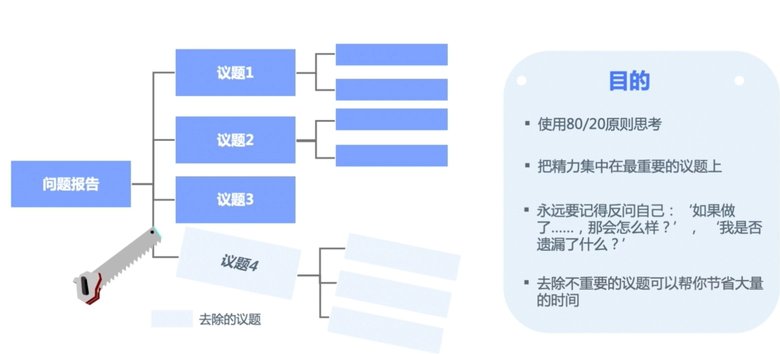 议题1
议题2
问题报告
议题3
议题4
去除的议题
目的
▪ 使用80/20原则思考
▪ 把精力集中在最重要的议题上
▪ 永远要记得反问自己：‘如果做
了……，那会怎么样？’，‘我是否
遗漏了什么？’
▪ 去除不重要的议题可以帮你节省大量
的时间